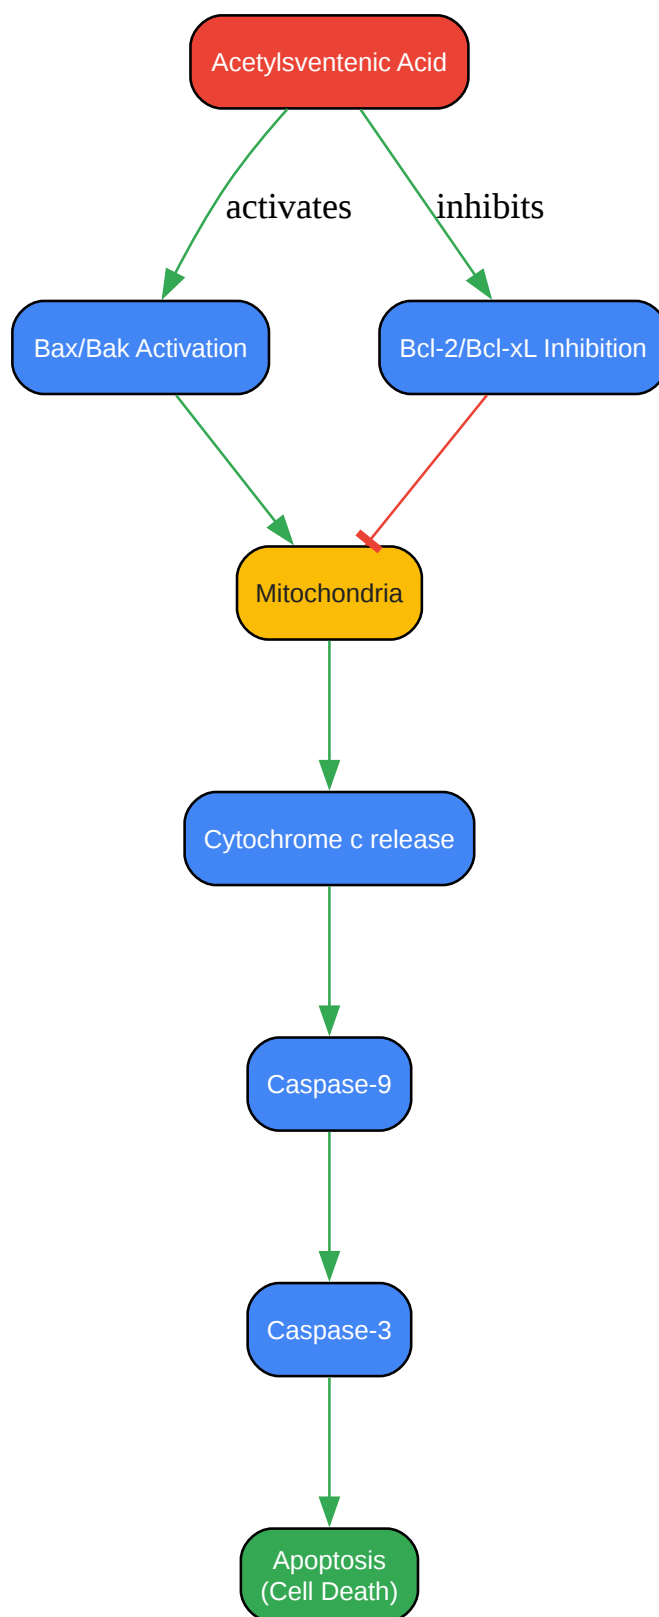 Acetylsventenic Acid
activates
inhibits
Bax/Bak Activation
Bcl-2/Bcl-xL Inhibition
Mitochondria
Cytochrome c release
Caspase-9
Caspase-3
Apoptosis
(Cell Death)